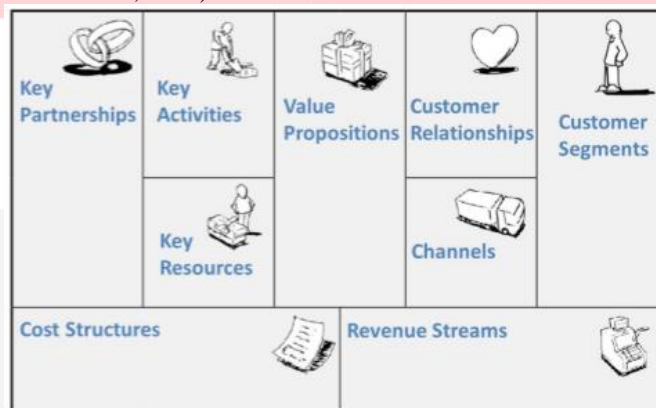 Key
Partnerships
Key
Activities
Key
Resources
Value
Propositions
Customer
Relationships
Channels
Customer
Segments
Cost Structures
Revenue Streams